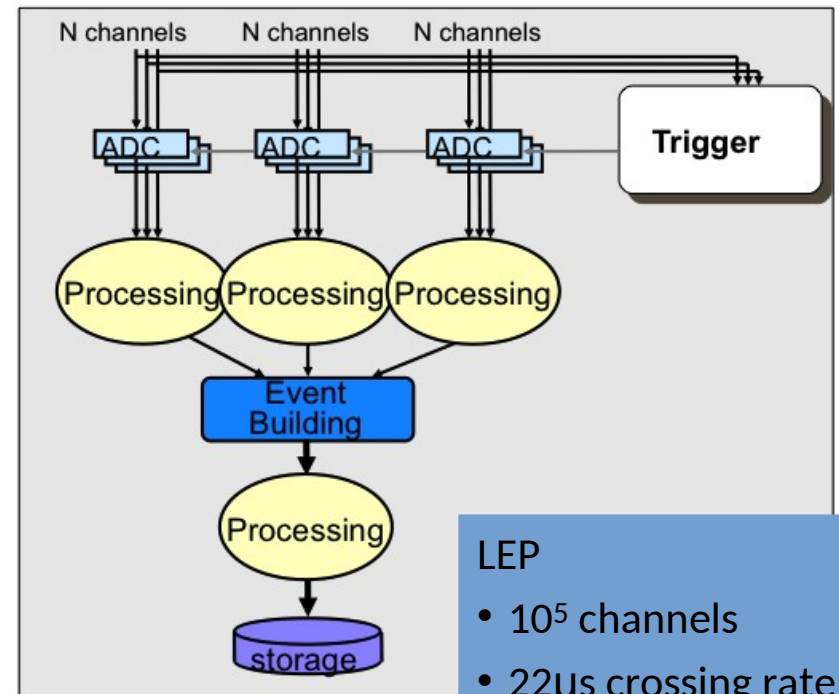 N channels N channels N channels
ADC ADC ADC
Trigger
Processing Processing Processing
Event
Building
Processing
storage
LEP
• 10⁵ channels
• 22µs crossing rate